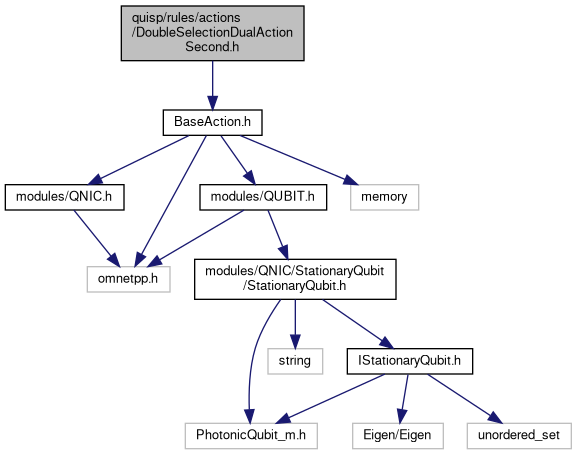 quisp/rules/actions
/DoubleSelectionDualAction
Second.h
BaseAction.h
modules/QNIC.h
modules/QUBIT.h
memory
omnetpp.h
modules/QNIC/StationaryQubit
/StationaryQubit.h
string
IStationaryQubit.h
PhotonicQubit_m.h
Eigen/Eigen
unordered_set